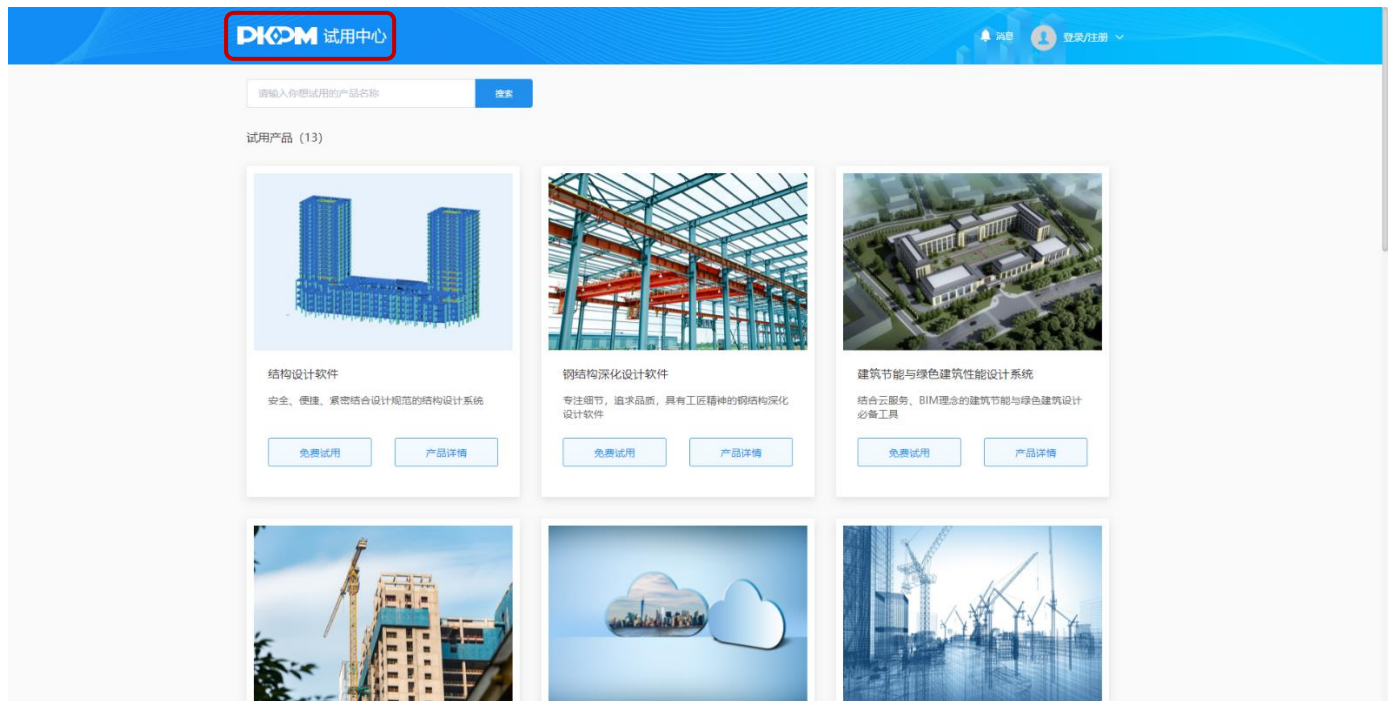 PKPM 试用中心
消息
登录/注册
请输入你想试用的产品名称
搜索
试用产品（13）
结构设计软件
安全、便捷、紧密结合设计规范的结构设计系统
免费试用
产品详情
钢结构深化设计软件
专注细节，追求品质，具有工匠精神的钢结构深化
设计软件
免费试用
产品详情
建筑节能与绿色建筑性能设计系统
结合云服务、BIM理念的建筑节能与绿色建筑设计
必备工具
免费试用
产品详情